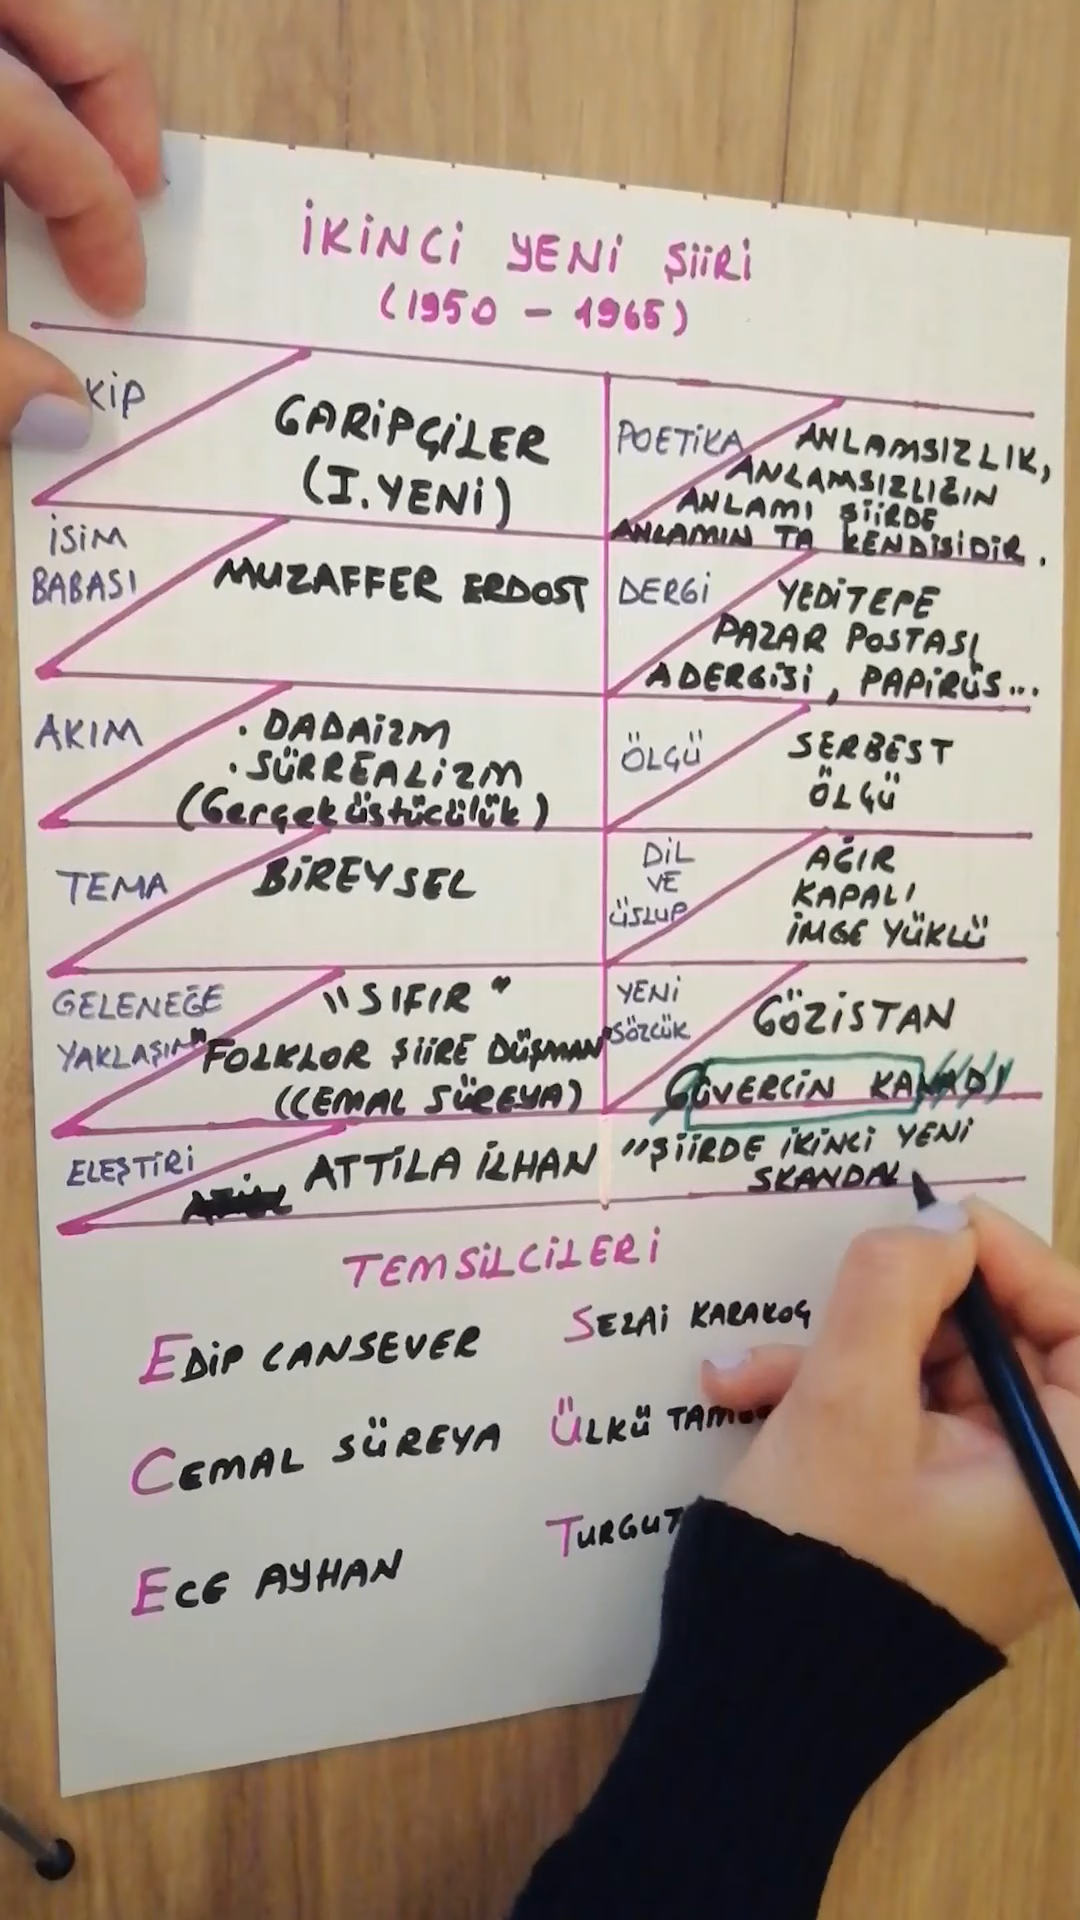 İKİNCİ YENİ ŞİİRİ
(1950 - 1965)
KİP
GARİPÇİLER
(I. YENİ)
İSİM
BABASI
MUZAFFER ERDOST
AKIM
. DADAİZM
. SÜRREALİZM
(Gerçeküstücülük)
TEMA
BİREYSEL
GELENEĞE
YAKLAŞIM
"SIFIR"
"FOLKLOR ŞİİRE DÜŞMAN"
(CEMAL SÜREYA)
ELEŞTİRİ
ATTİLA İLHAN
POETİKA
ANLAMSIZLIK,
ANLAMSIZLIĞIN
ANLAMI ŞİİRDE
ANLAMIN TA KENDİSİDİR.
DERGİ
YEDİTEPE
PAZAR POSTASI
A DERGİSİ, PAPİRÜS...
ÖLÇÜ
SERBEST
ÖLÇÜ
DİL
VE
ÜSLUP
AĞIR
KAPALI
İMGE YÜKLÜ
YENİ
SÖZCÜK
GÖZİSTAN
GÜVERCİN KANADI
"ŞİİRDE İKİNCİ YENİ
SKANDAL
TEMSİLCİLERİ
EDİP CANSEVER
CEMAL SÜREYA
ECE AYHAN
SEZAİ KARAKOÇ
ÜLKÜ
TURGUT